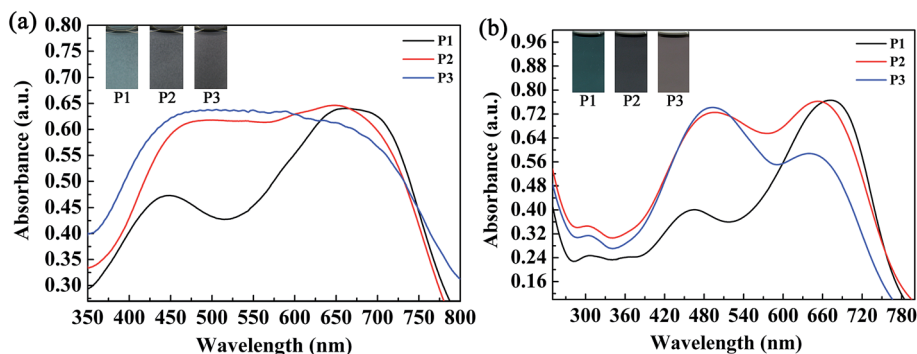 (a)
0.80
0.75
0.70
0.65
0.60
0.55
0.50
0.45
0.40
0.35
0.30
Absorbance (a.u.)
P1 P2 P3
P1
P2
P3
350 400 450 500 550 600 650 700 750 800
Wavelength (nm)
(b)
0.96
0.88
0.80
0.72
0.64
0.56
0.48
0.40
0.32
0.24
0.16
Absorbance (a.u.)
P1 P2 P3
P1
P2
P3
300 360 420 480 540 600 660 720 780
Wavelength (nm)